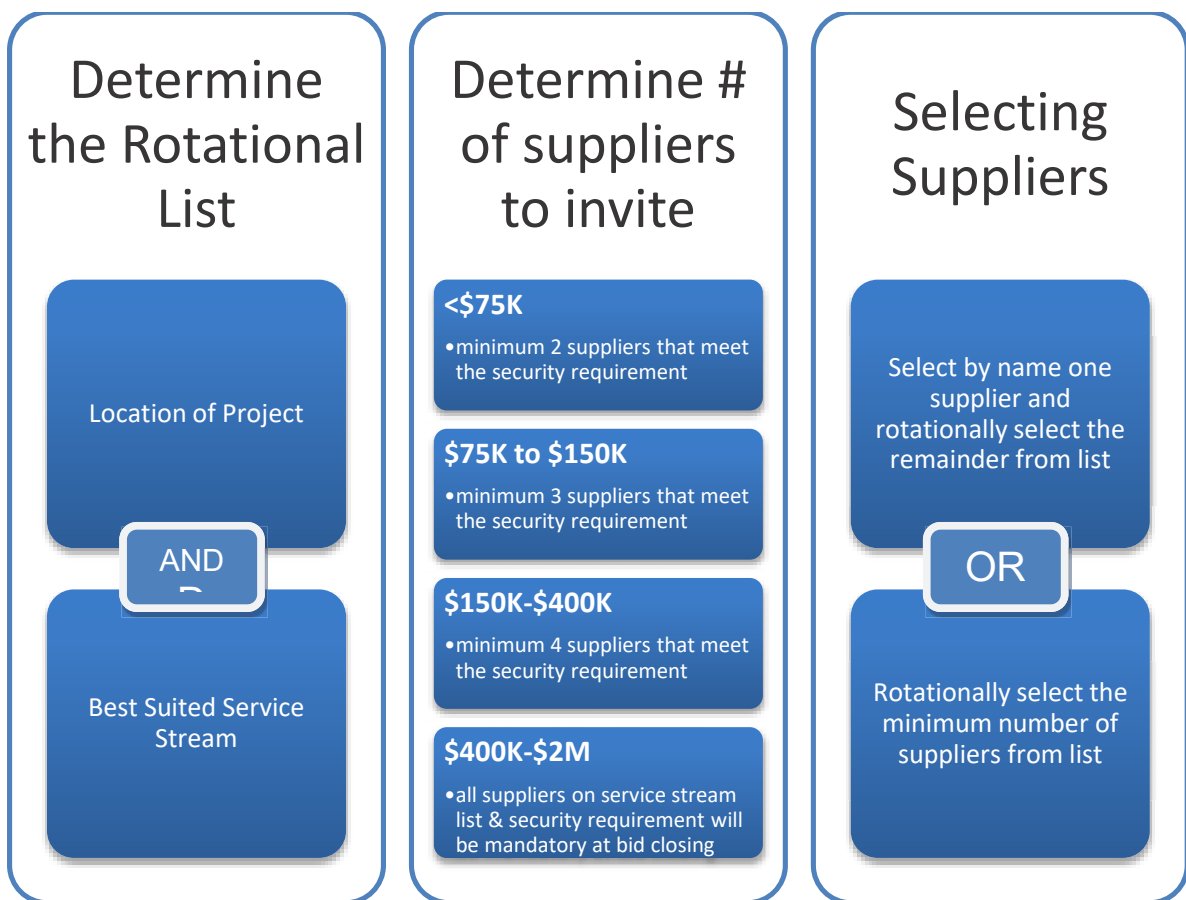 Determine
the Rotational
List
Location of Project
AND
Best Suited Service
Stream
Determine #
of suppliers
to invite
<$75K
•minimum 2 suppliers that meet
the security requirement
$75K to $150K
•minimum 3 suppliers that meet
the security requirement
$150K-$400K
•minimum 4 suppliers that meet
the security requirement
$400K-$2M
•all suppliers on service stream
list & security requirement will
be mandatory at bid closing
Selecting
Suppliers
Select by name one
supplier and
rotationally select the
remainder from list
OR
Rotationally select the
minimum number of
suppliers from list